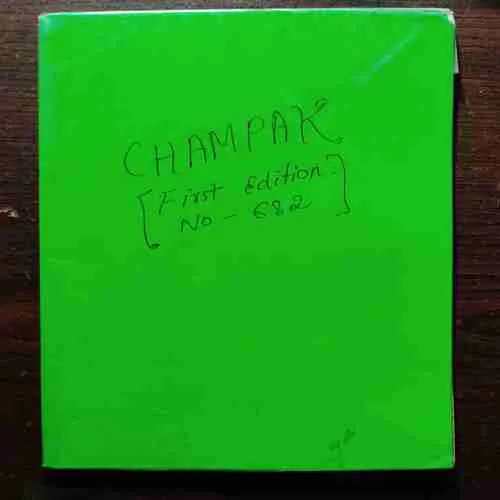 CHAMPAK
[First Edition
No - 682]